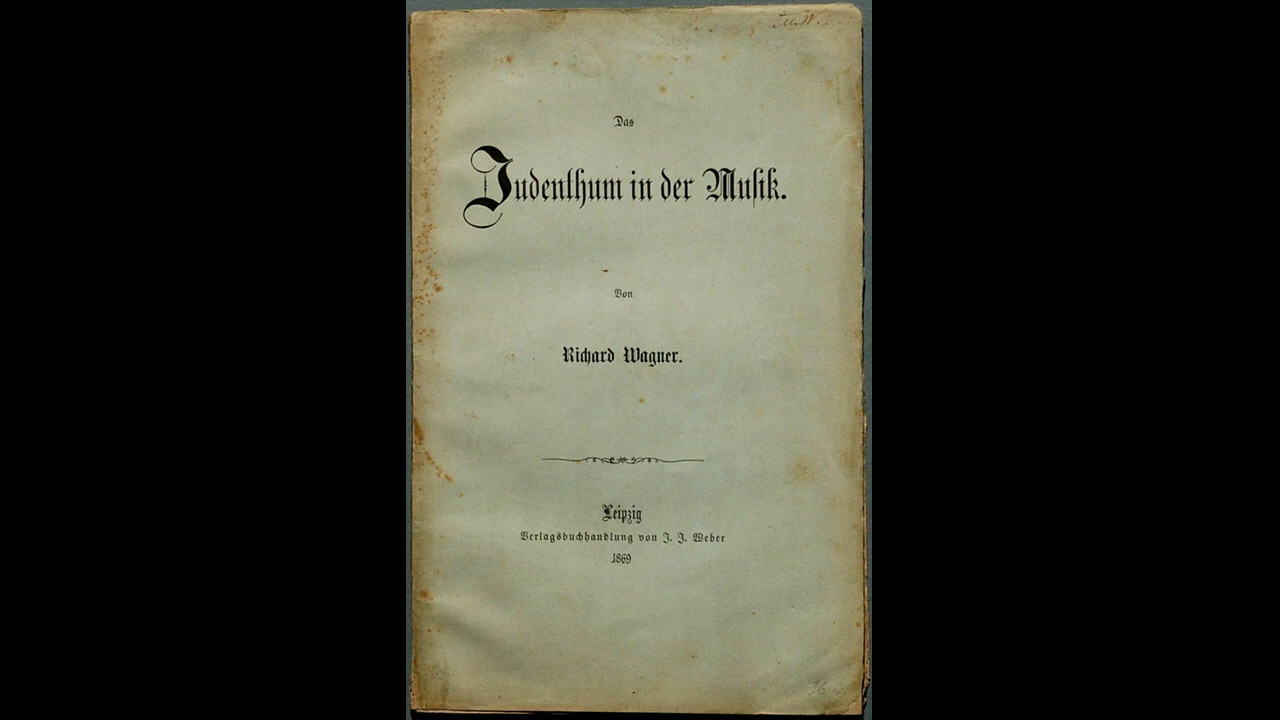 Das
Judenthum in der Musik.
Von
Richard Wagner.
Leipzig
Verlagsbuchhandlung von J. J. Weber
1869